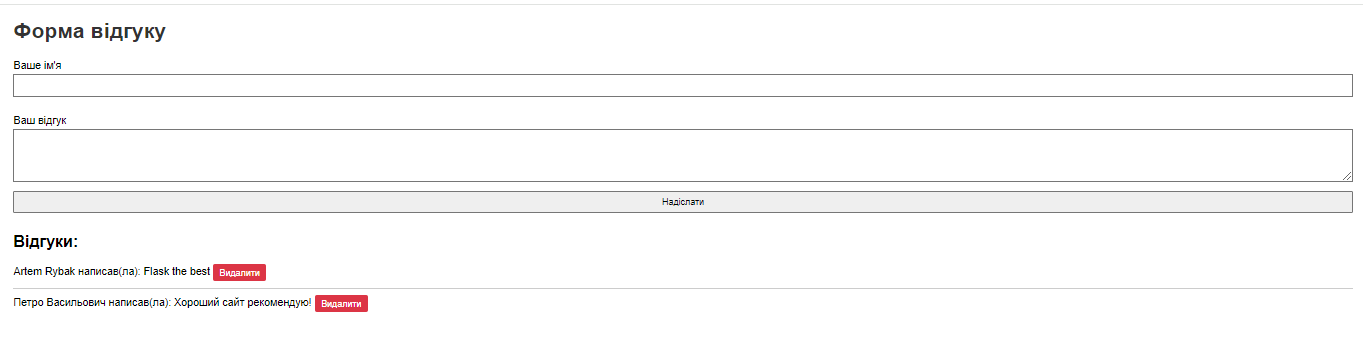 Форма відгуку
Ваше ім'я
Ваш відгук
Надіслати
Відгуки:
Artem Rybak написав(ла): Flask the best Видалити
Петро Васильович написав(ла): Хороший сайт рекомендую! Видалити